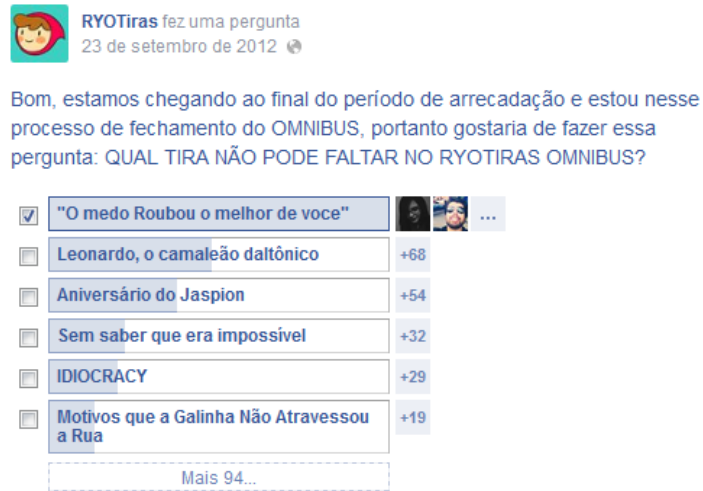 RYOTiras fez uma pergunta
23 de setembro de 2012
Bom, estamos chegando ao final do período de arrecadação e estou nesse
processo de fechamento do OMNIBUS, portanto gostaria de fazer essa
pergunta: QUAL TIRA NÃO PODE FALTAR NO RYOTIRAS OMNIBUS?
"O medo Roubou o melhor de voce" ...
Leonardo, o camaleão daltônico +68
Aniversário do Jaspion +54
Sem saber que era impossível +32
IDIOCRACY +29
Motivos que a Galinha Não Atravessou +19
a Rua
Mais 94...